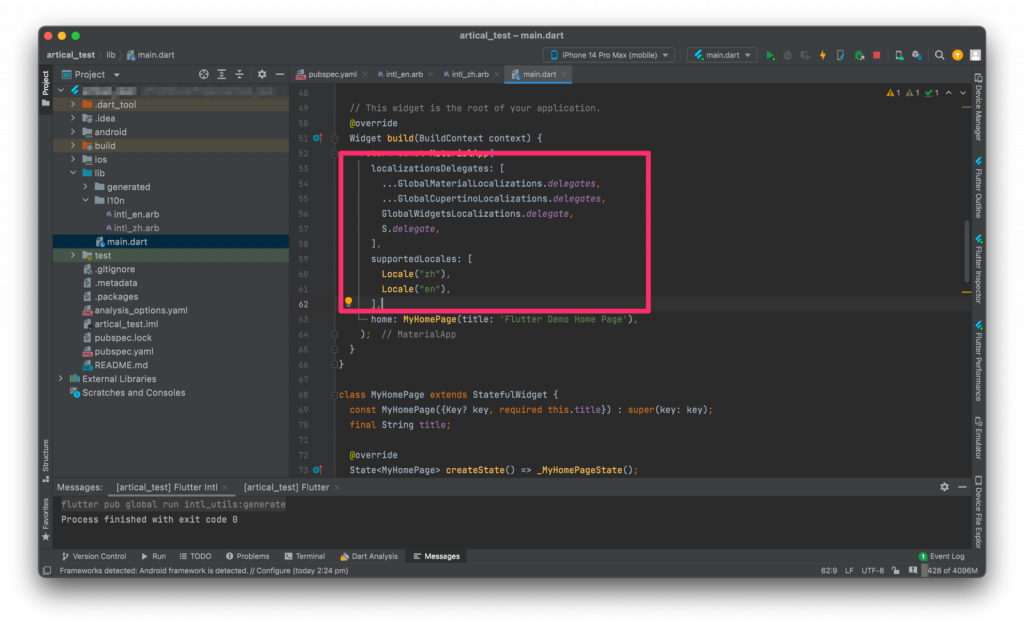 artical_test – main.dart
artical_test lib main.dart
iPhone 14 Pro Max (mobile) main.dart
Project
pubspec.yaml intl_en.arb intl_zh.arb main.dart
.dart_tool
.idea
android
build
ios
lib
generated
l10n
intl_en.arb
intl_zh.arb
main.dart
test
.gitignore
.metadata
.packages
analysis_options.yaml
artical_test.iml
pubspec.lock
pubspec.yaml
README.md
External Libraries
Scratches and Consoles
1 1 1
48
49 // This widget is the root of your application.
50 @override
51 Widget build(BuildContext context) {
52 MaterialApp(
53 localizationsDelegates: [
54 ...GlobalMaterialLocalizations.delegates,
55 ...GlobalCupertinoLocalizations.delegates,
56 GlobalWidgetsLocalizations.delegate,
57 S.delegate,
58 ],
59 supportedLocales: [
60 Locale("zh"),
61 Locale("en"),
62 ],
63 home: MyHomePage(title: 'Flutter Demo Home Page'),
64 ); // MaterialApp
65 }
66 }
67
68 class MyHomePage extends StatefulWidget {
69 const MyHomePage({Key? key, required this.title}) : super(key: key);
70 final String title;
71
72 @override
73 State<MyHomePage> createState() => _MyHomePageState();
Project
Structure
Favorites
Device Manager
Flutter Outline
Flutter Inspector
Flutter Performance
Emulator
Device File Explor
Messages: [artical_test] Flutter Intl [artical_test] Flutter
flutter pub global run intl_utils:generate
Process finished with exit code 0
Version Control Run TODO Problems Terminal Dart Analysis Messages 1 Event Log
Frameworks detected: Android framework is detected. // Configure (today 2:24 pm) 62:9 LF UTF-8 428 of 4096M